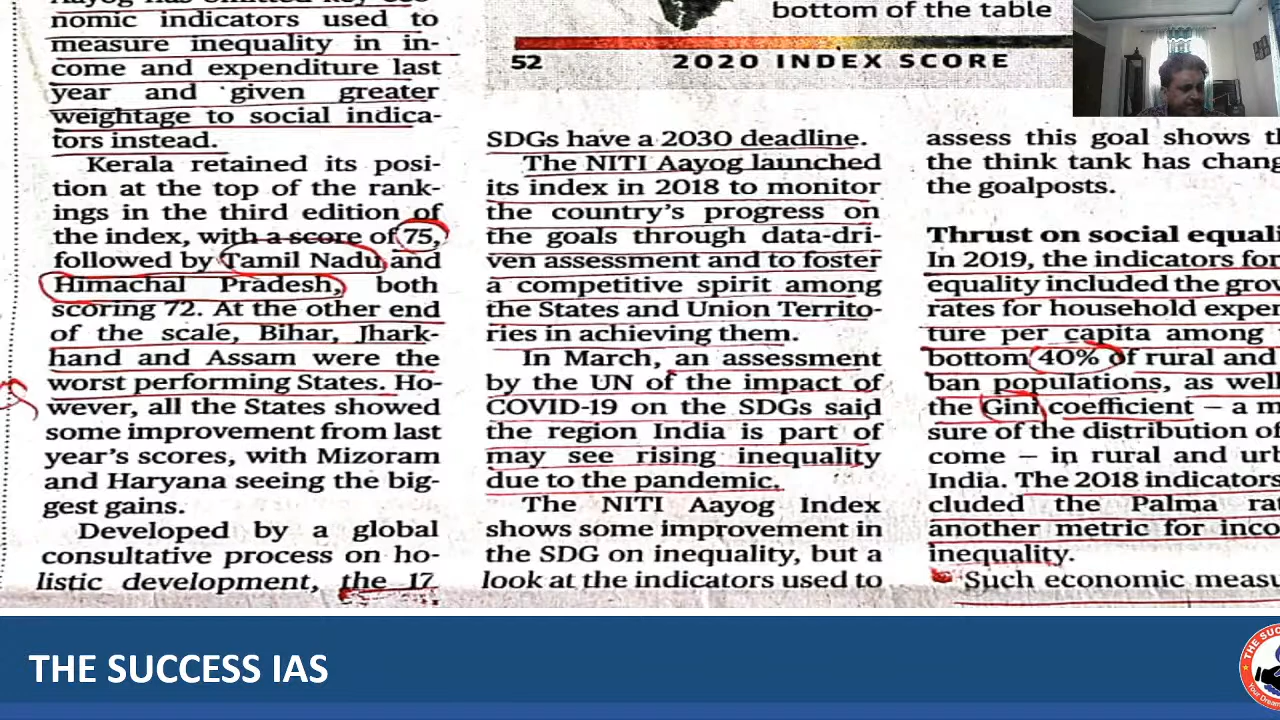 nomic indicators used to
measure inequality in in-
come and expenditure last
year and given greater
weightage to social indica-
tors instead.
Kerala retained its posi-
tion at the top of the rank-
ings in the third edition of
the index, with a score of 75,
followed by Tamil Nadu and
Himachal Pradesh, both
scoring 72. At the other end
of the scale, Bihar, Jhark-
hand and Assam were the
worst performing States. Ho-
wever, all the States showed
some improvement from last
year's scores, with Mizoram
and Haryana seeing the big-
gest gains.
Developed by a global
consultative process on ho-
listic development, the 17
bottom of the table
52 2020 INDEX SCORE
SDGs have a 2030 deadline.
The NITI Aayog launched
its index in 2018 to monitor
the country's progress on
the goals through data-dri-
ven assessment and to foster
a competitive spirit among
the States and Union Territo-
ries in achieving them.
In March, an assessment
by the UN of the impact of
COVID-19 on the SDGs said
the region India is part of
may see rising inequality
due to the pandemic.
The NITI Aayog Index
shows some improvement in
the SDG on inequality, but a
look at the indicators used to
assess this goal shows
the think tank has
the goalposts.
Thrust on social
In 2019, the indicators for
equality included the
rates for household
ture per capita among
bottom 40% of rural and
ban populations, as well
the Gini coefficient – a
sure of the distribution of
come – in rural and
India. The 2018 indicators
cluded the Palma
another metric for
inequality.
Such economic
THE SUCCESS IAS